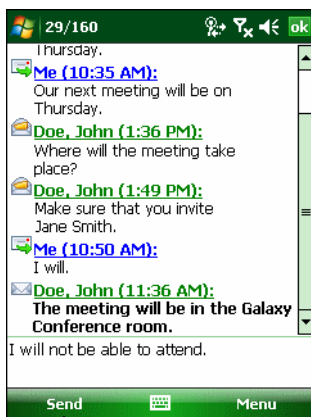 29/160
ok
Thursday.
Me (10:35 AM):
Our next meeting will be on
Thursday.
Doe, John (1:36 PM):
Where will the meeting take
place?
Doe, John (1:49 PM):
Make sure that you invite
Jane Smith.
Me (10:50 AM):
I will.
Doe, John (11:36 AM):
The meeting will be in the Galaxy
Conference room.
I will not be able to attend.
Send
Menu